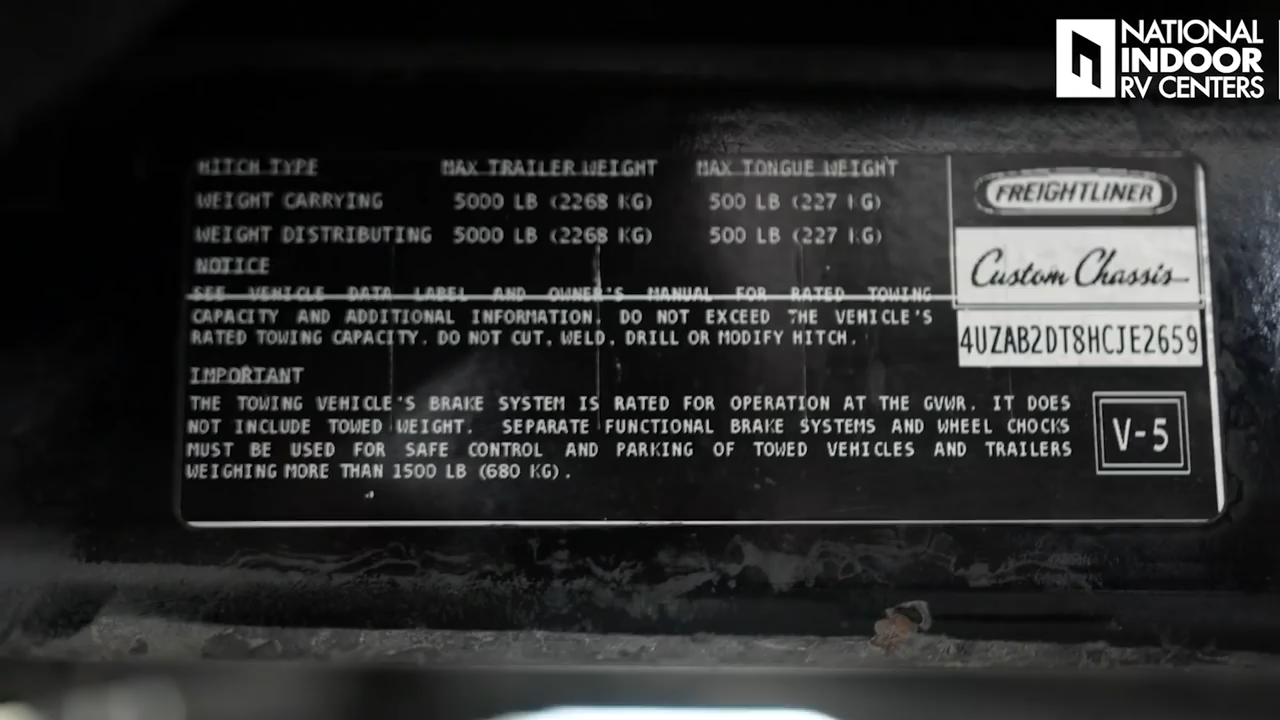 NATIONAL
INDOOR
RV CENTERS
HITCH TYPE MAX TRAILER WEIGHT MAX TONGUE WEIGHT
WEIGHT CARRYING 5000 LB (2268 KG) 500 LB (227 KG)
WEIGHT DISTRIBUTING 5000 LB (2268 KG) 500 LB (227 KG)
NOTICE
SEE VEHICLE DATA LABEL AND OWNER'S MANUAL FOR RATED TOWING
CAPACITY AND ADDITIONAL INFORMATION. DO NOT EXCEED THE VEHICLE'S
RATED TOWING CAPACITY. DO NOT CUT, WELD, DRILL OR MODIFY HITCH.
IMPORTANT
THE TOWING VEHICLE'S BRAKE SYSTEM IS RATED FOR OPERATION AT THE GVWR. IT DOES
NOT INCLUDE TOWED WEIGHT. SEPARATE FUNCTIONAL BRAKE SYSTEMS AND WHEEL CHOCKS
MUST BE USED FOR SAFE CONTROL AND PARKING OF TOWED VEHICLES AND TRAILERS
WEIGHING MORE THAN 1500 LB (680 KG).
FREIGHTLINER
Custom Chassis
4UZAB2DT8HCJE2659
V-5